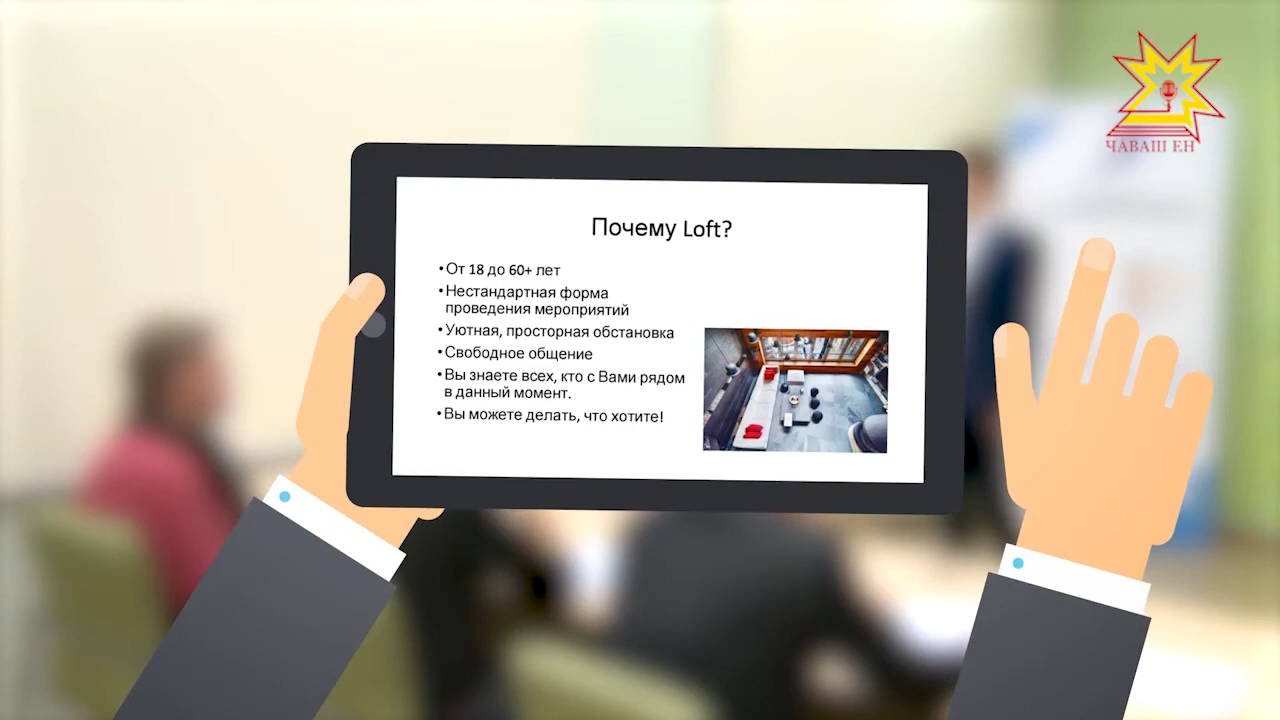 ЧАВАШ ЕН
Почему Loft?
• От 18 до 60+ лет
• Нестандартная форма
проведения мероприятий
• Уютная, просторная обстановка
• Свободное общение
• Вы знаете всех, кто с Вами рядом
в данный момент.
• Вы можете делать, что хотите!